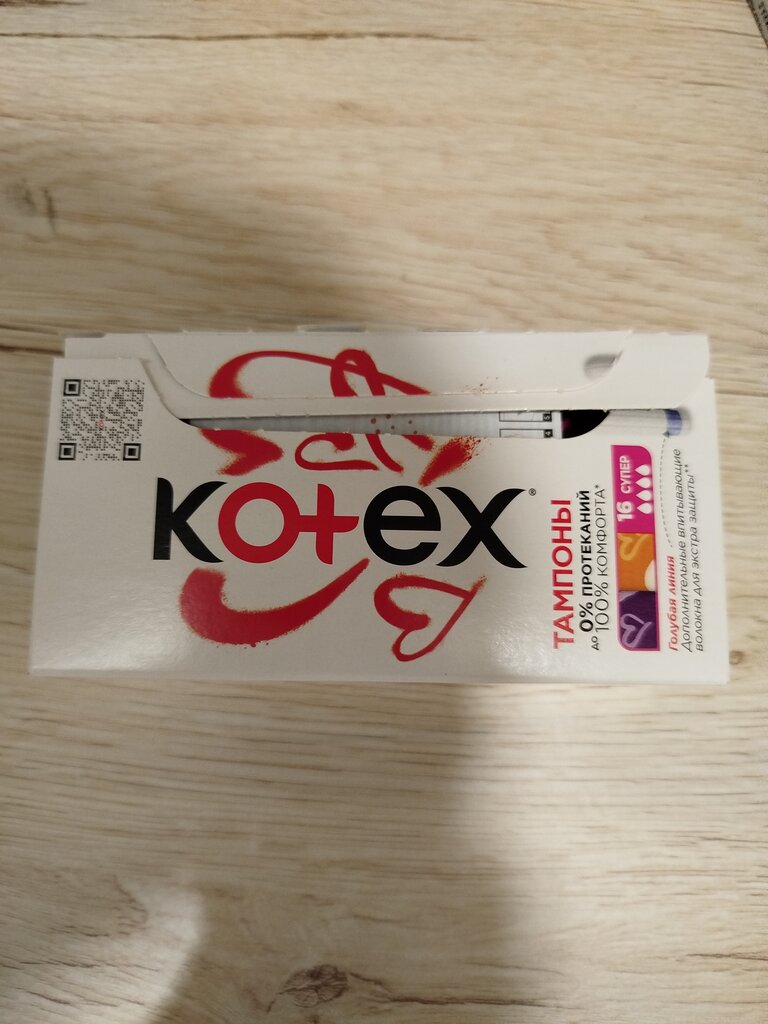 Kotex®
ТАМПОНЫ
0% ПРОТЕКАНИЙ
ДО 100% КОМФОРТА*
16 СУПЕР
Голубая линия
Дополнительные впитывающие
волокна для экстра защиты**